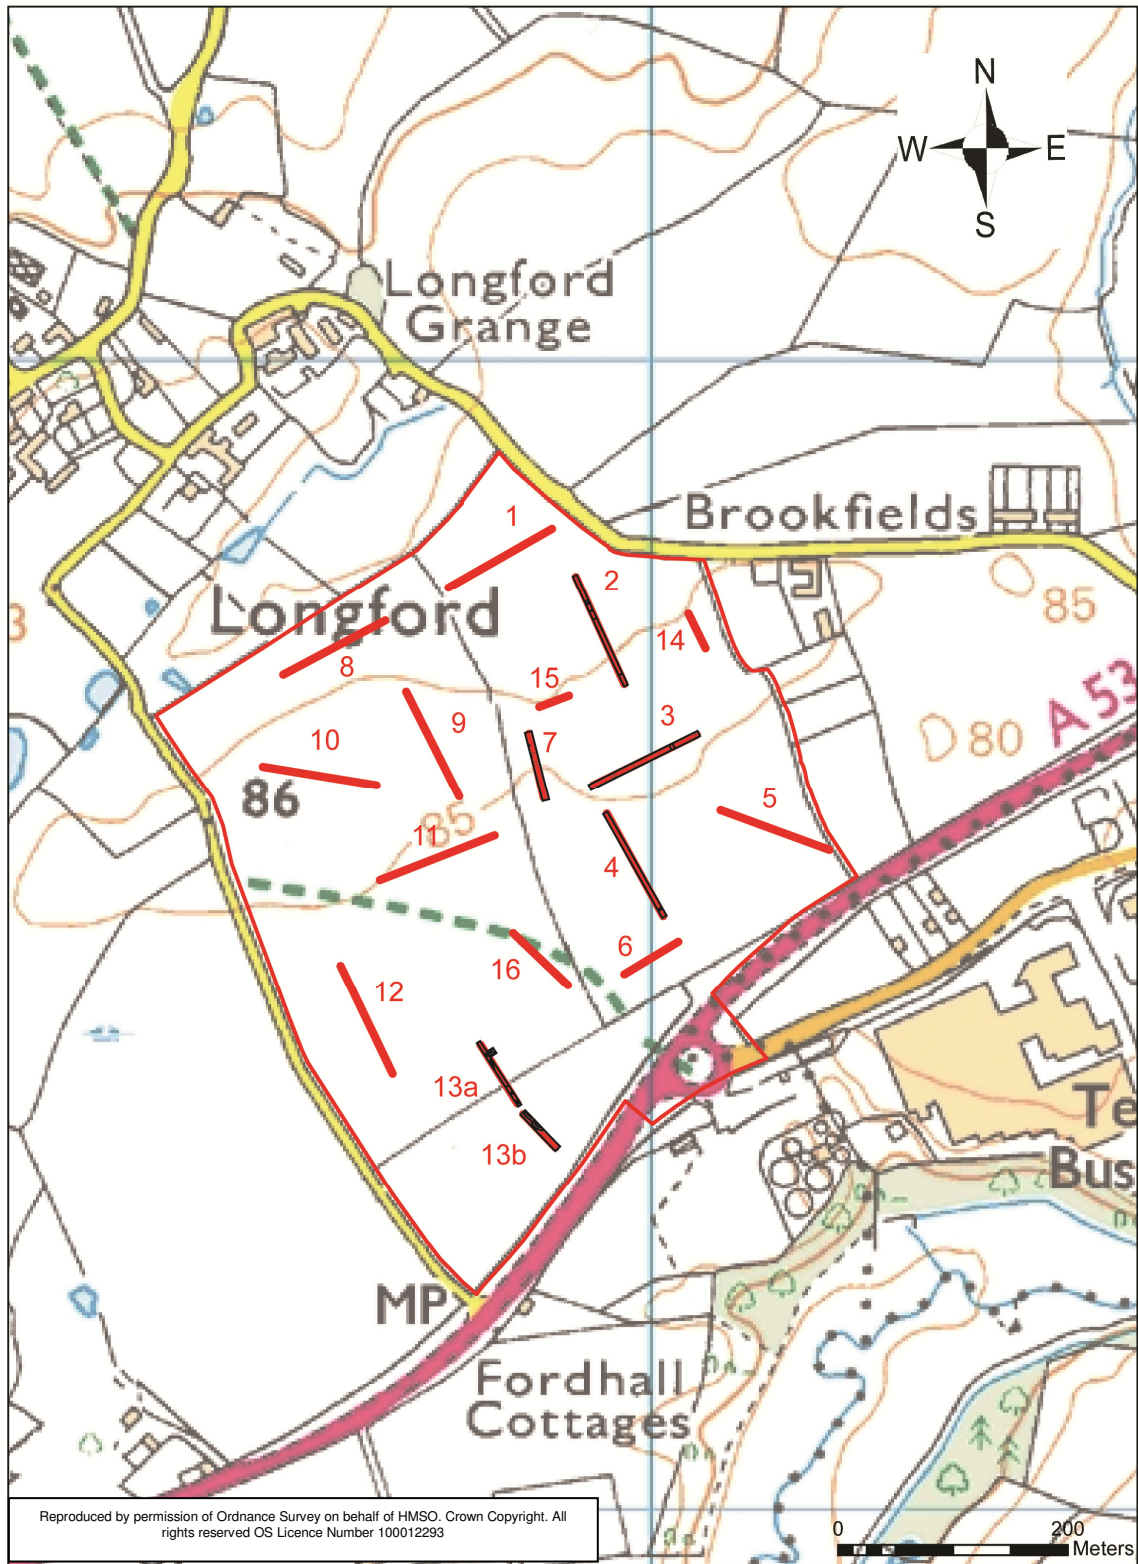 N
W E
S
Longford
Grange
Brookfields
1
2
85
Longford
14
8
15
3
9
A 53
10
7
80
86
5
85
11
4
6
16
12
13a
Te
13b
Bus
MP
Fordhall
Cottages
Reproduced by permission of Ordnance Survey on behalf of HMSO. Crown Copyright. All
rights reserved OS Licence Number 100012293
0 200
Meters